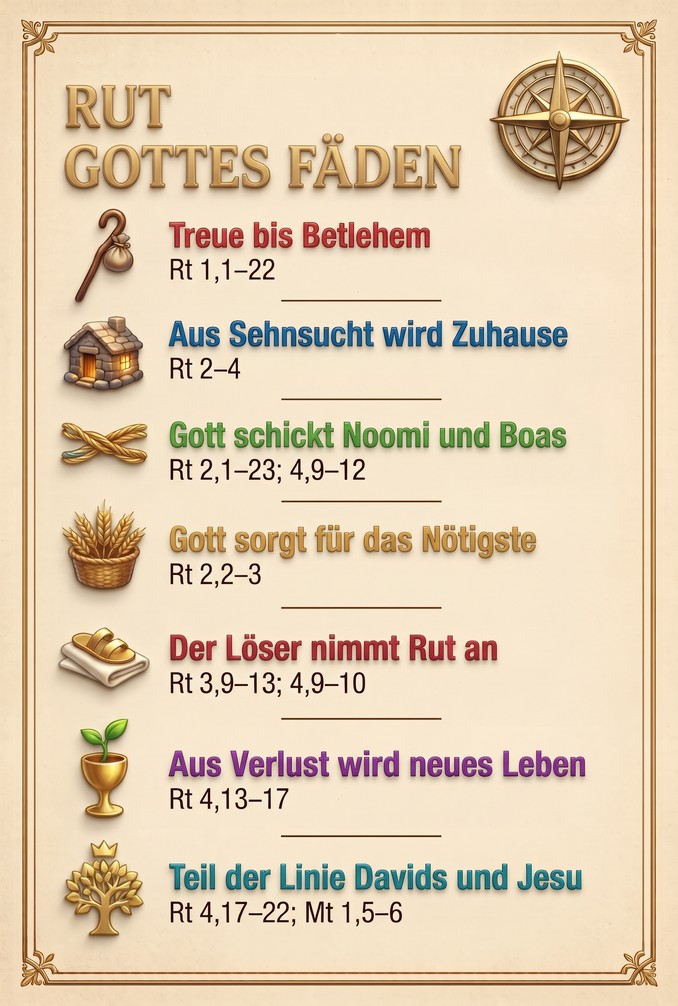 RUT
GOTTES FÄDEN
Treue bis Betlehem
Rt 1,1–22
Aus Sehnsucht wird Zuhause
Rt 2–4
Gott schickt Noomi und Boas
Rt 2,1–23; 4,9–12
Gott sorgt für das Nötigste
Rt 2,2–3
Der Löser nimmt Rut an
Rt 3,9–13; 4,9–10
Aus Verlust wird neues Leben
Rt 4,13–17
Teil der Linie Davids und Jesu
Rt 4,17–22; Mt 1,5–6